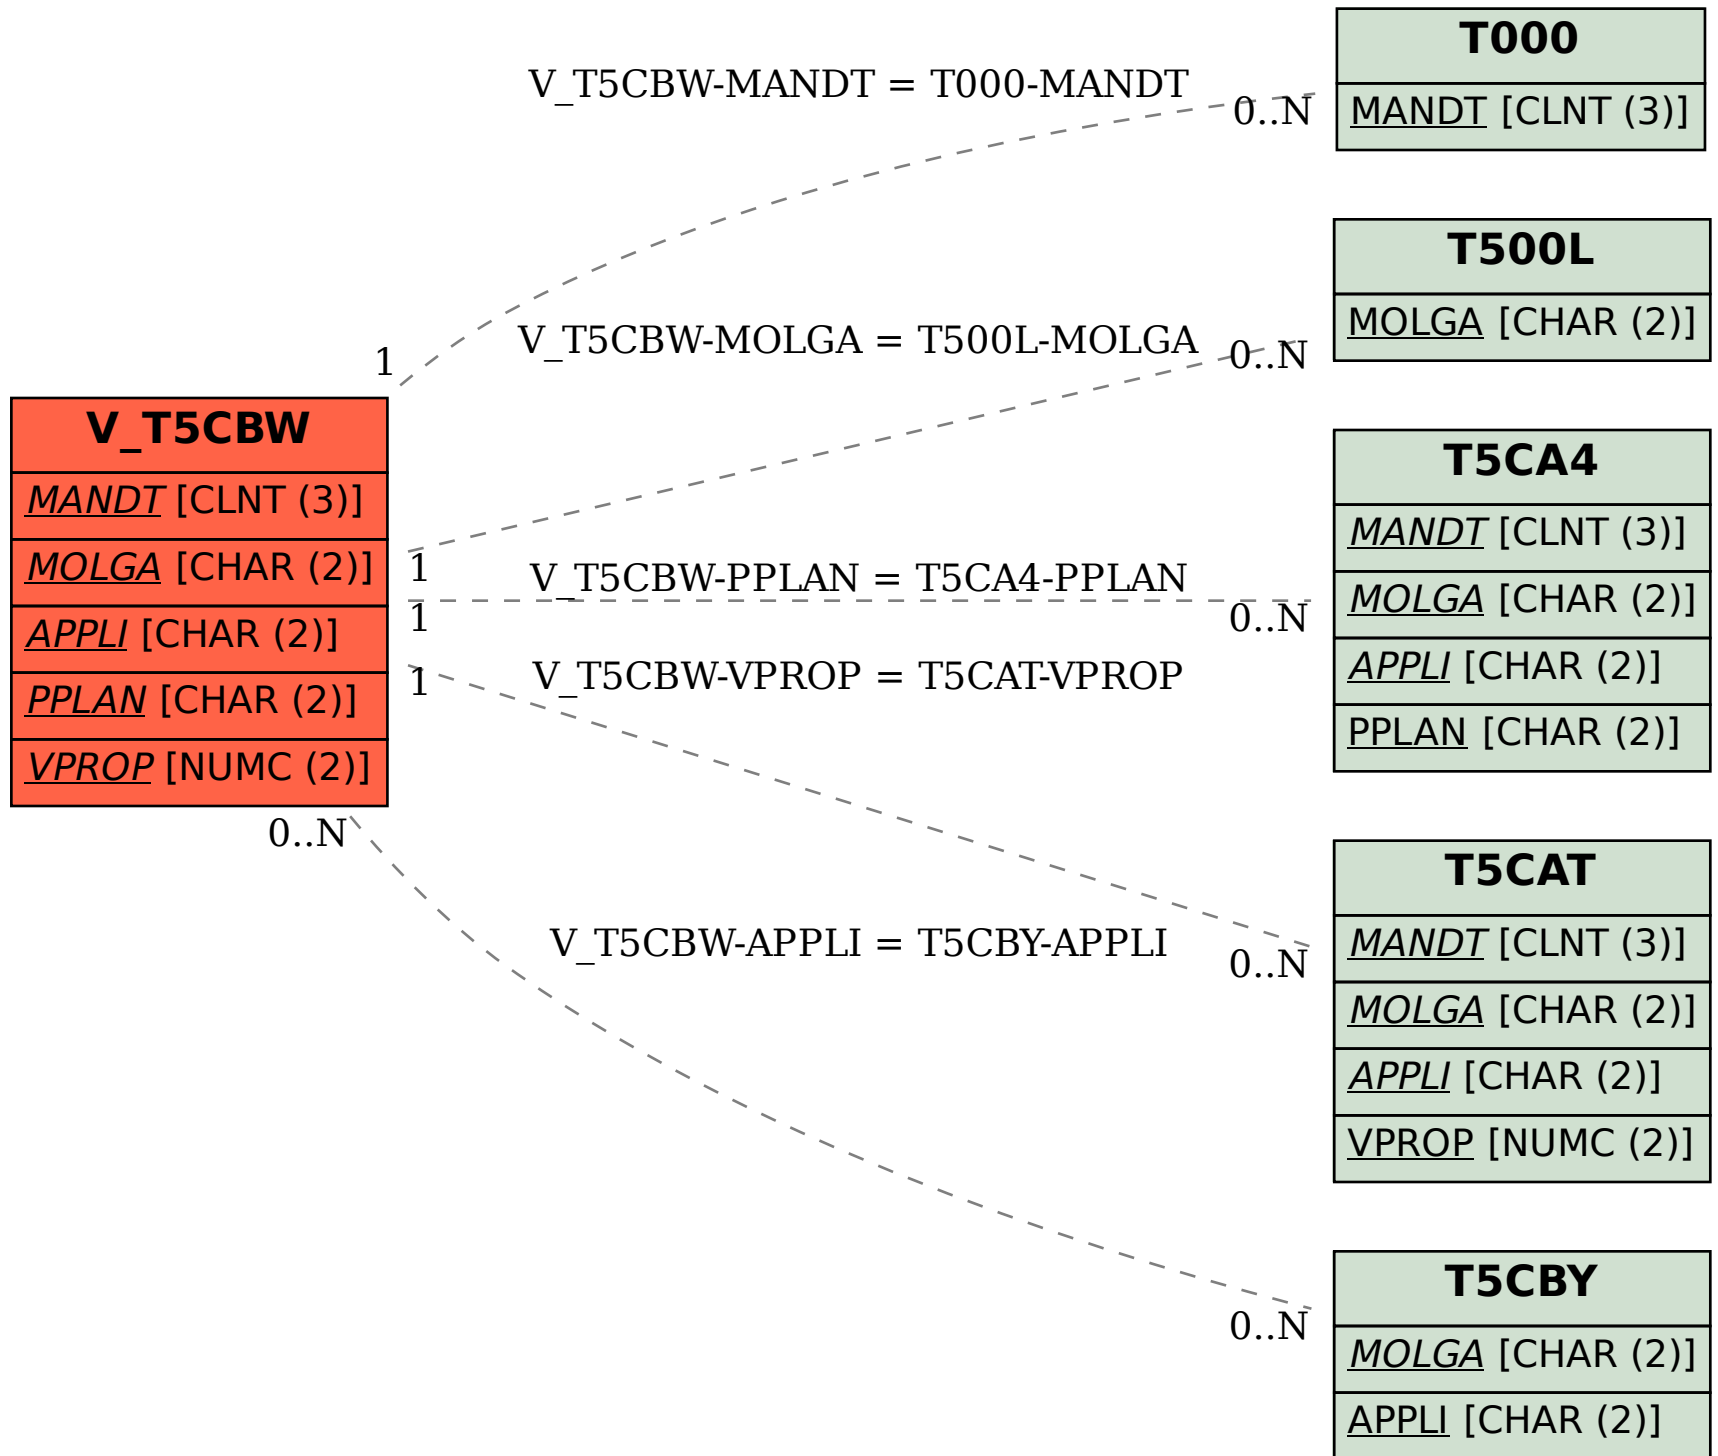 V_T5CBW-MANDT = T000-MANDT
0..N
1
V_T5CBW-MOLGA = T500L-MOLGA
0..N
1
V_T5CBW-PPLAN = T5CA4-PPLAN
1
0..N
V_T5CBW-VPROP = T5CAT-VPROP
1
0..N
V_T5CBW-APPLI = T5CBY-APPLI
0..N
0..N
V_T5CBW
MANDT [CLNT (3)]
MOLGA [CHAR (2)]
APPLI [CHAR (2)]
PPLAN [CHAR (2)]
VPROP [NUMC (2)]
T000
MANDT [CLNT (3)]
T500L
MOLGA [CHAR (2)]
T5CA4
MANDT [CLNT (3)]
MOLGA [CHAR (2)]
APPLI [CHAR (2)]
PPLAN [CHAR (2)]
T5CAT
MANDT [CLNT (3)]
MOLGA [CHAR (2)]
APPLI [CHAR (2)]
VPROP [NUMC (2)]
T5CBY
MOLGA [CHAR (2)]
APPLI [CHAR (2)]